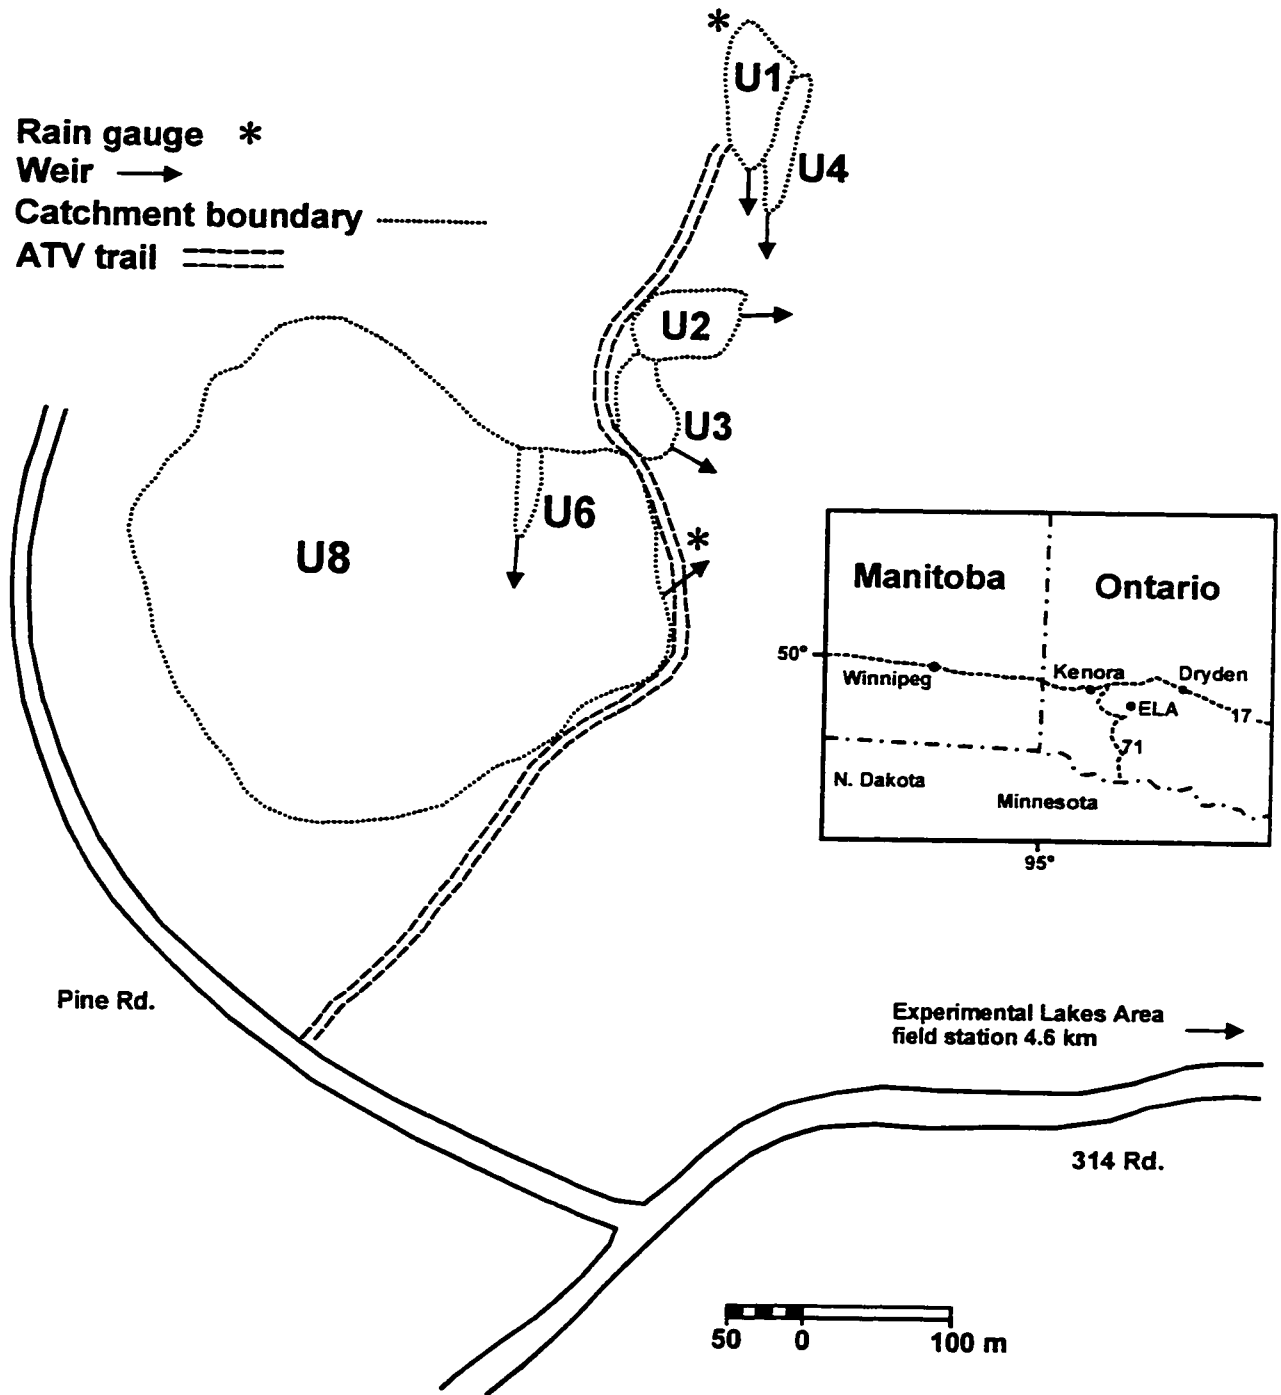 *
U1
Rain gauge *
Weir
U4
Catchment boundary
ATV trail
U2
U3
U6
*
U8
Manitoba
Ontario
50°
Winnipeg
Kenora
Dryden
ELA
17
71
N. Dakota
Minnesota
95°
Pine Rd.
Experimental Lakes Area
field station 4.6 km
314 Rd.
50 0 100 m